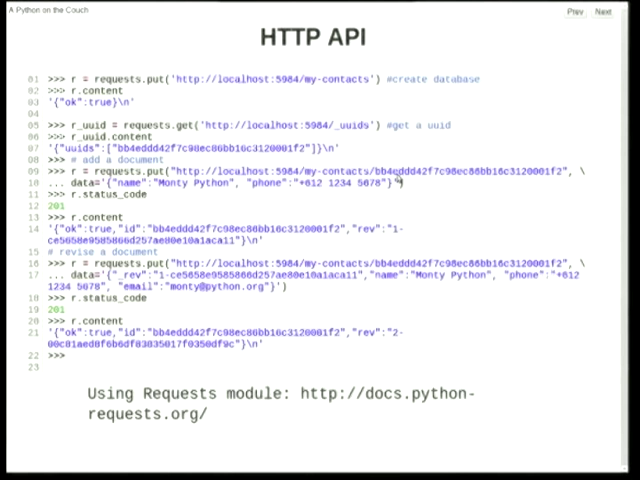 A Python on the Couch
Prev Next
HTTP API
01 >>> r = requests.put('http://localhost:5984/my-contacts') #create database
02 >>> r.content
03 '{"ok":true}\n'
04
05 >>> r_uuid = requests.get('http://localhost:5984/_uuids') #get a uuid
06 >>> r_uuid.content
07 '{"uuids":["bb4eddd42f7c98ec86bb16c3120001f2"]}\n'
08 >>> # add a document
09 >>> r = requests.put("http://localhost:5984/my-contacts/bb4eddd42f7c98ec86bb16c3120001f2", \
10 ... data='{"name":"Monty Python", "phone":"+612 1234 5678"}')
11 >>> r.status_code
12 201
13 >>> r.content
14 '{"ok":true,"id":"bb4eddd42f7c98ec86bb16c3120001f2","rev":"1-
ce5658e9585866d257ae80e10a1aca11"}\n'
15 # revise a document
16 >>> r = requests.put("http://localhost:5984/my-contacts/bb4eddd42f7c98ec86bb16c3120001f2", \
17 ... data='{"_rev":"1-ce5658e9585866d257ae80e10a1aca11","name":"Monty Python", "phone":"+612
1234 5678", "email":"monty@python.org"}')
18 >>> r.status_code
19 201
20 >>> r.content
21 '{"ok":true,"id":"bb4eddd42f7c98ec86bb16c3120001f2","rev":"2-
00c81aed8f6b6df83835017f0350df9c"}\n'
22 >>>
23
Using Requests module: http://docs.python-
requests.org/